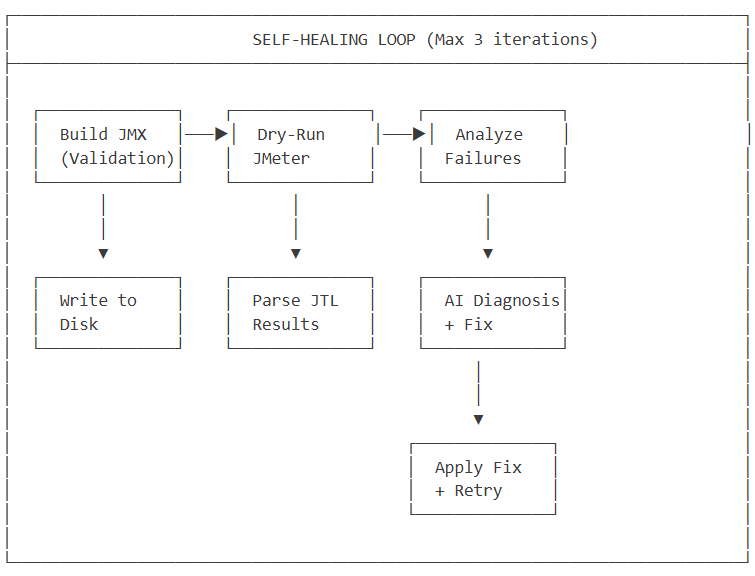 SELF-HEALING LOOP (Max 3 iterations)
Build JMX
(Validation)
Dry-Run
JMeter
Analyze
Failures
Write to
Disk
Parse JTL
Results
AI Diagnosis
+ Fix
Apply Fix
+ Retry